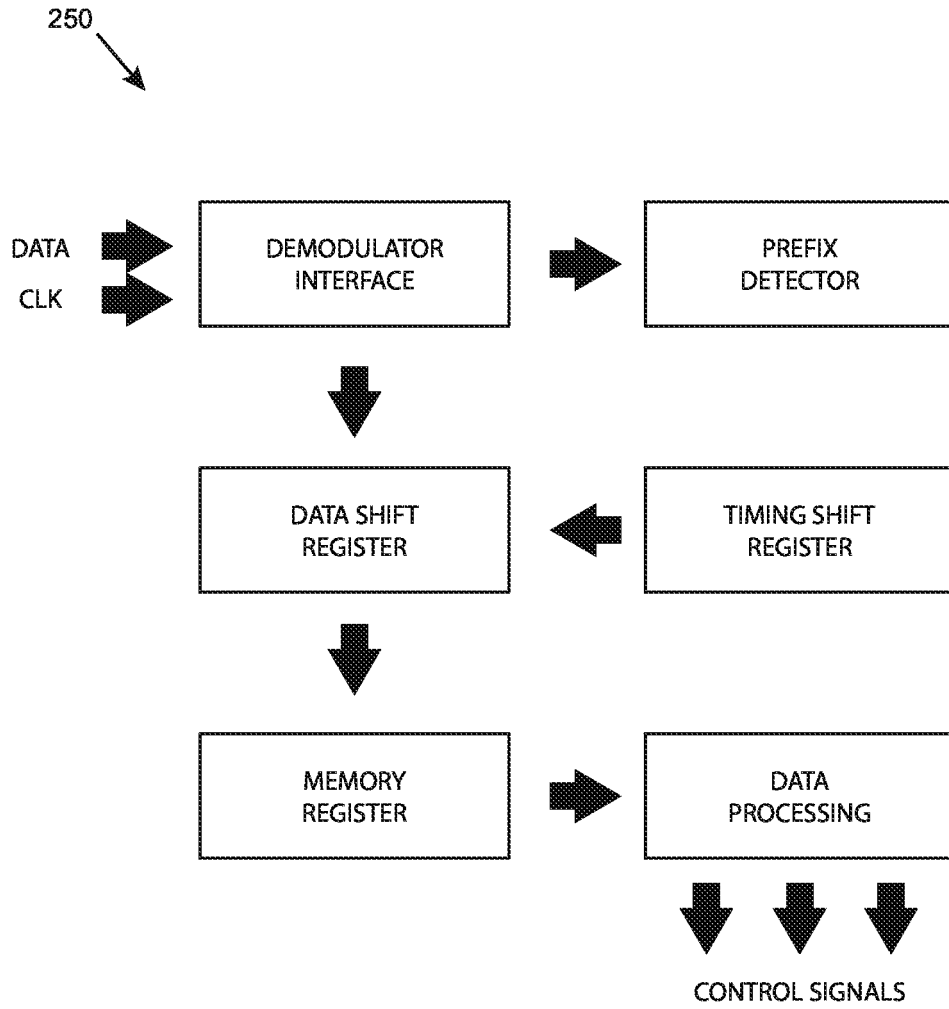 250
DATA
CLK
DEMODULATOR
INTERFACE
PREFIX
DETECTOR
DATA SHIFT
REGISTER
TIMING SHIFT
REGISTER
MEMORY
REGISTER
DATA
PROCESSING
CONTROL SIGNALS